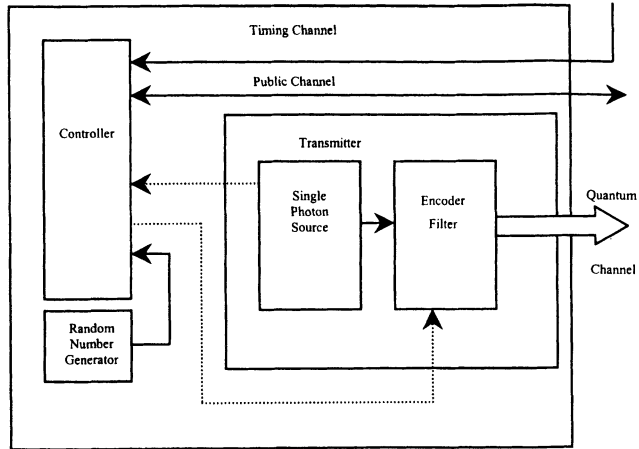 Timing Channel
Public Channel
Controller
Transmitter
Single
Photon
Source
Encoder
Filter
Quantum
Channel
Random
Number
Generator